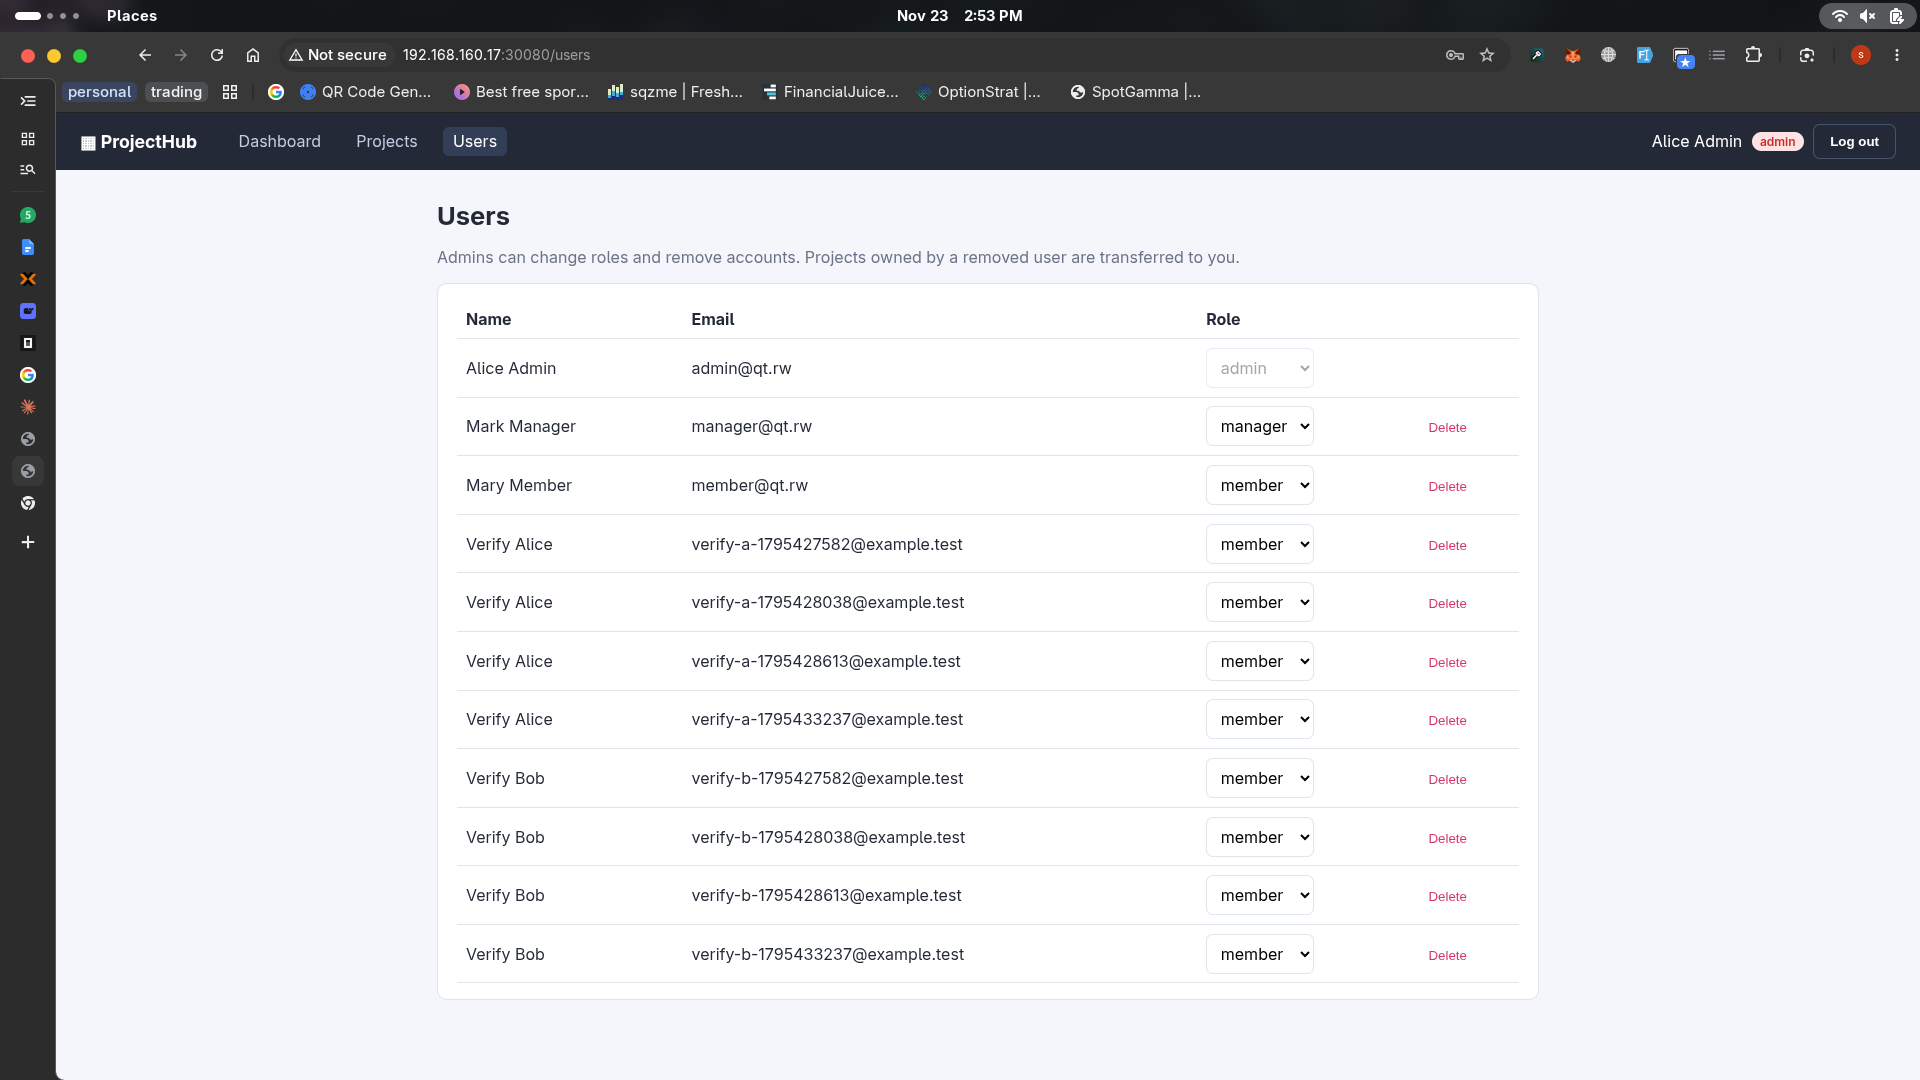 Places
Nov 23 2:53 PM
Not secure 192.168.160.17:30080/users
S
personal trading QR Code Gen... Best free spor... sqzme | Fresh... FinancialJuice... OptionStrat |... SpotGamma |...
ProjectHub Dashboard Projects Users Alice Admin admin Log out
5
Users
Admins can change roles and remove accounts. Projects owned by a removed user are transferred to you.
Name Email Role
Alice Admin admin@qt.rw admin
Mark Manager manager@qt.rw manager Delete
Mary Member member@qt.rw member Delete
Verify Alice verify-a-1795427582@example.test member Delete
Verify Alice verify-a-1795428038@example.test member Delete
Verify Alice verify-a-1795428613@example.test member Delete
Verify Alice verify-a-1795433237@example.test member Delete
Verify Bob verify-b-1795427582@example.test member Delete
Verify Bob verify-b-1795428038@example.test member Delete
Verify Bob verify-b-1795428613@example.test member Delete
Verify Bob verify-b-1795433237@example.test member Delete